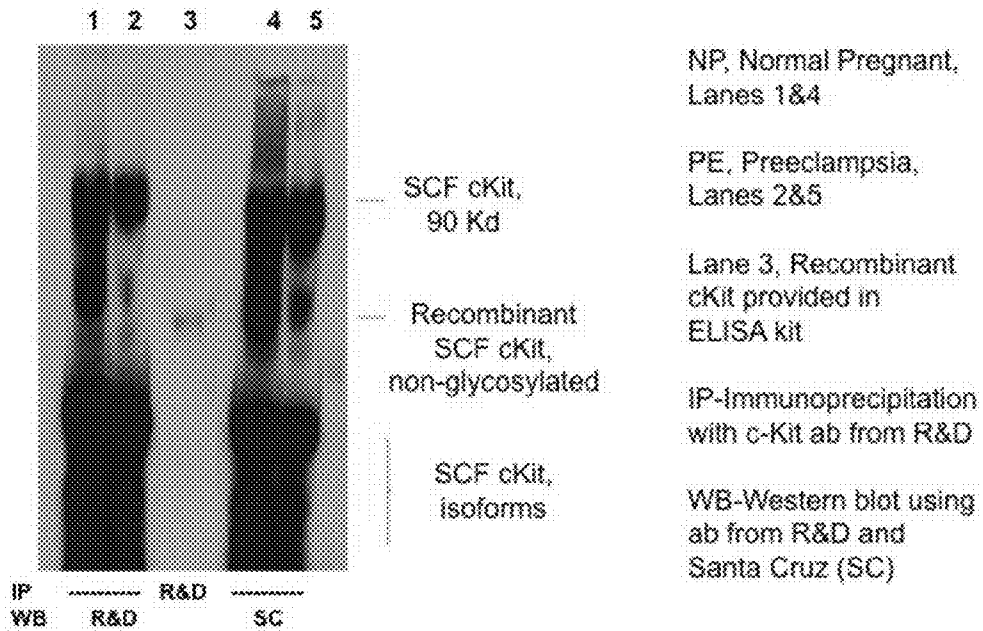 1 2 3 4 5
SCF cKit,
90 Kd
Recombinant
SCF cKit,
non-glycosylated
SCF cKit,
isoforms
IP R&D
WB R&D SC
NP, Normal Pregnant,
Lanes 1&4
PE, Preeclampsia,
Lanes 2&5
Lane 3, Recombinant
cKit provided in
ELISA kit
IP-Immunoprecipitation
with c-Kit ab from R&D
WB-Western blot using
ab from R&D and
Santa Cruz (SC)